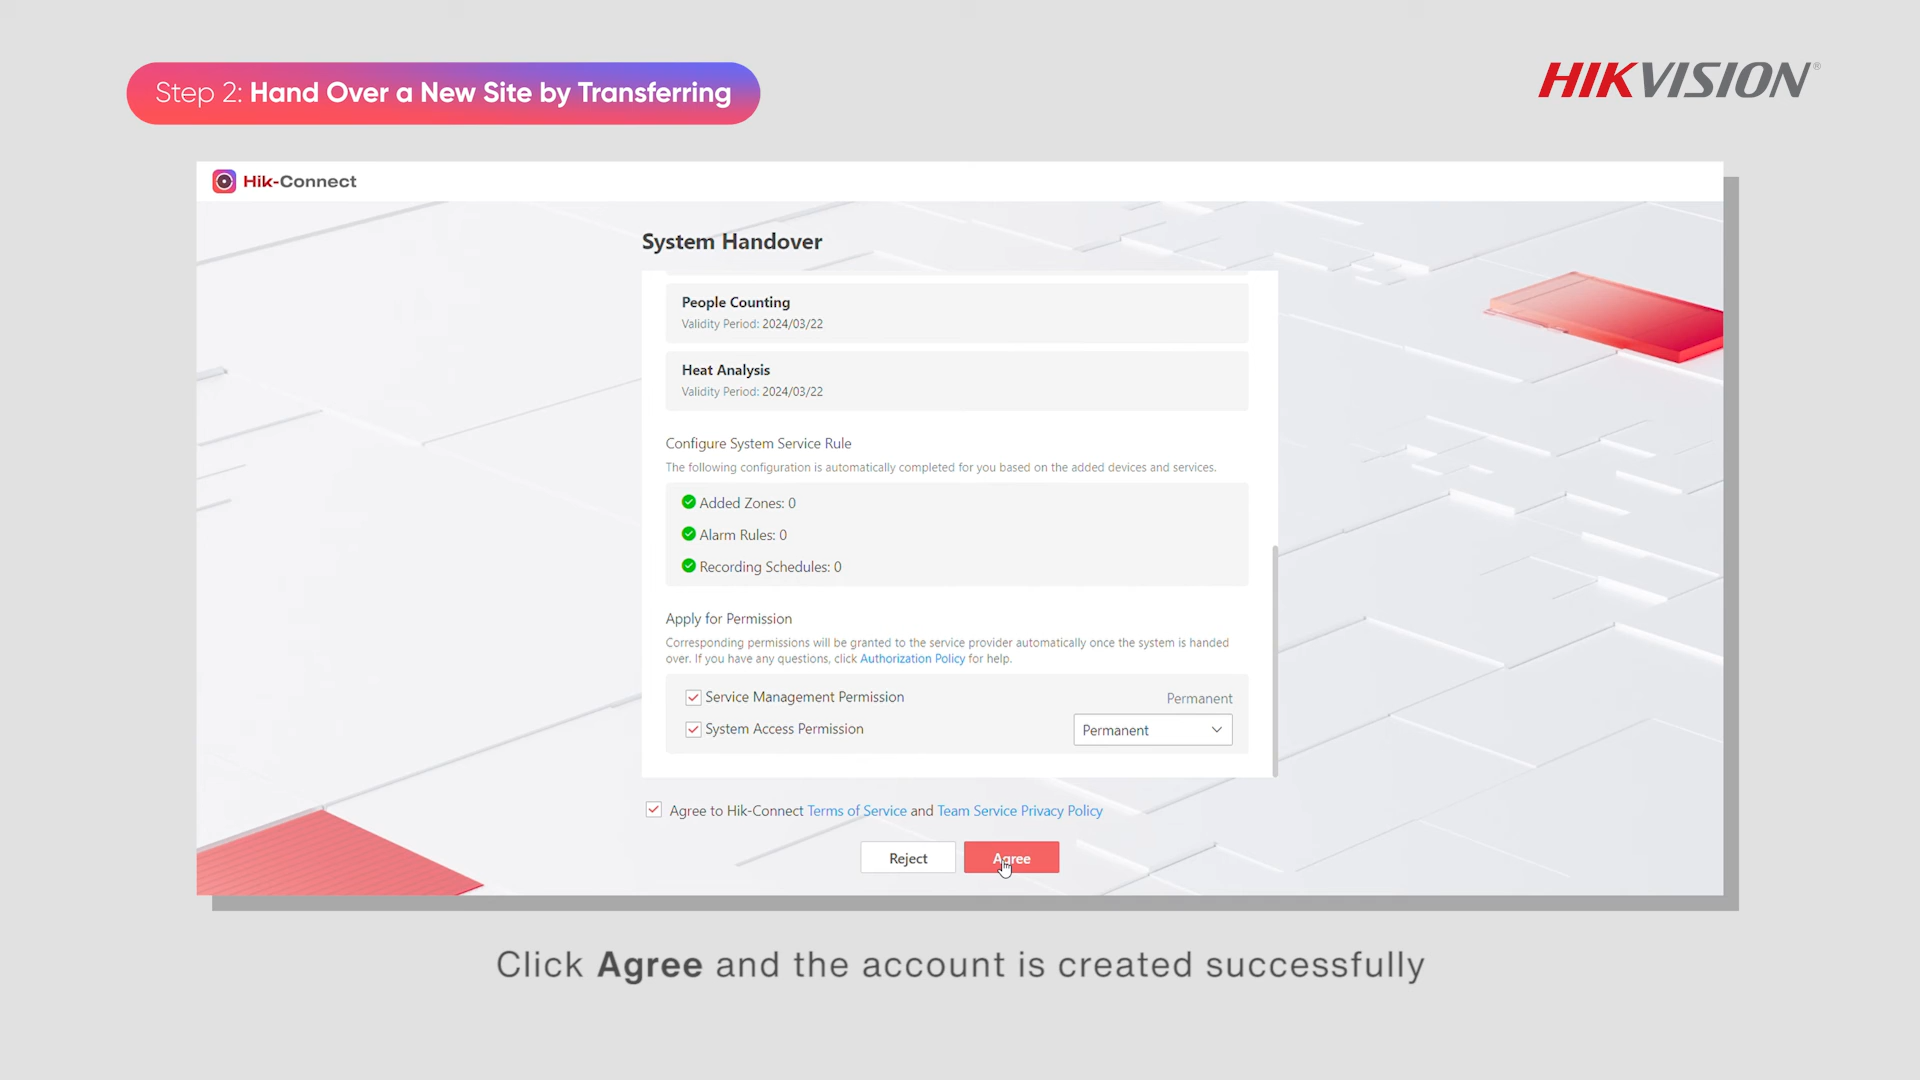 Step 2: Hand Over a New Site by Transferring
HIKVISION®
Hik-Connect
System Handover
People Counting
Validity Period: 2024/03/22
Heat Analysis
Validity Period: 2024/03/22
Configure System Service Rule
The following configuration is automatically completed for you based on the added devices and services.
Added Zones: 0
Alarm Rules: 0
Recording Schedules: 0
Apply for Permission
Corresponding permissions will be granted to the service provider automatically once the system is handed
over. If you have any questions, click Authorization Policy for help.
Service Management Permission Permanent
System Access Permission Permanent
Agree to Hik-Connect Terms of Service and Team Service Privacy Policy
Reject Agree
Click Agree and the account is created successfully